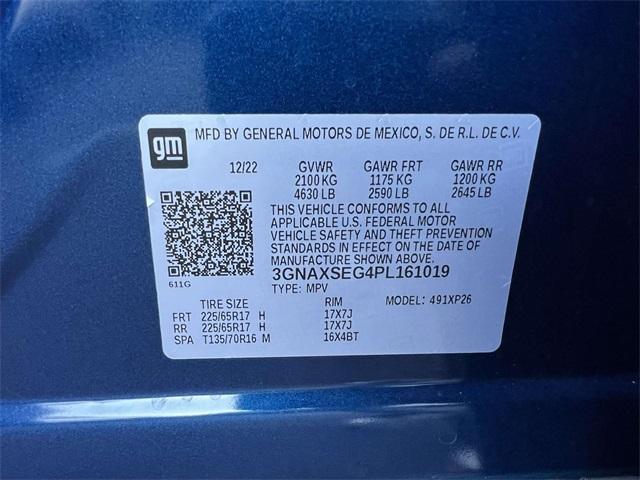 gm
MFD BY GENERAL MOTORS DE MEXICO, S. DE R.L. DE C.V.
12/22 GVWR GAWR FRT GAWR RR
2100 KG 1175 KG 1200 KG
4630 LB 2590 LB 2645 LB
THIS VEHICLE CONFORMS TO ALL
APPLICABLE U.S. FEDERAL MOTOR
VEHICLE SAFETY AND THEFT PREVENTION
STANDARDS IN EFFECT ON THE DATE OF
MANUFACTURE SHOWN ABOVE.
3GNAXSEG4PL161019
611G
TYPE: MPV
TIRE SIZE RIM MODEL: 491XP26
FRT 225/65R17 H 17X7J
RR 225/65R17 H 17X7J
SPA T135/70R16 M 16X4BT